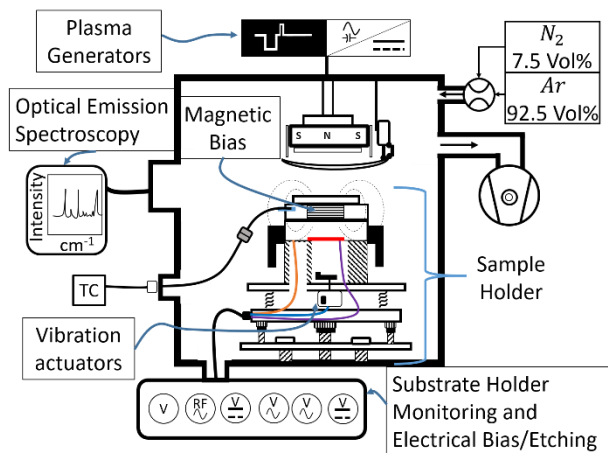 Plasma
Generators
N₂
7.5 Vol%
Ar
92.5 Vol%
Optical Emission
Spectroscopy
Magnetic
Bias
S N S
Intensity
cm⁻¹
TC
Sample
Holder
Vibration
actuators
V RF V V V V
Substrate Holder
Monitoring and
Electrical Bias/Etching